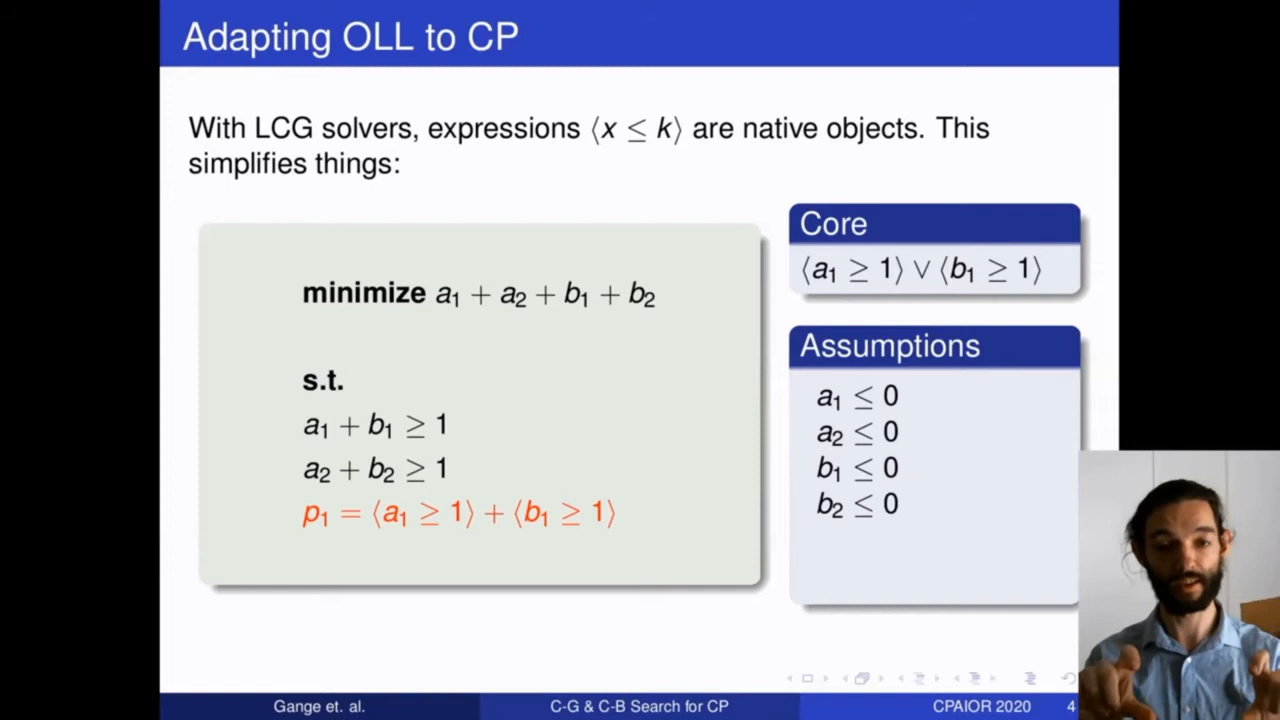 Adapting OLL to CP
With LCG solvers, expressions ⟨x ≤ k⟩ are native objects. This
simplifies things:
minimize a₁ + a₂ + b₁ + b₂
s.t.
a₁ + b₁ ≥ 1
a₂ + b₂ ≥ 1
p₁ = ⟨a₁ ≥ 1⟩ + ⟨b₁ ≥ 1⟩
Core
⟨a₁ ≥ 1⟩ ∨ ⟨b₁ ≥ 1⟩
Assumptions
a₁ ≤ 0
a₂ ≤ 0
b₁ ≤ 0
b₂ ≤ 0
Gange et. al.
C-G & C-B Search for CP
CPAIOR 2020
4